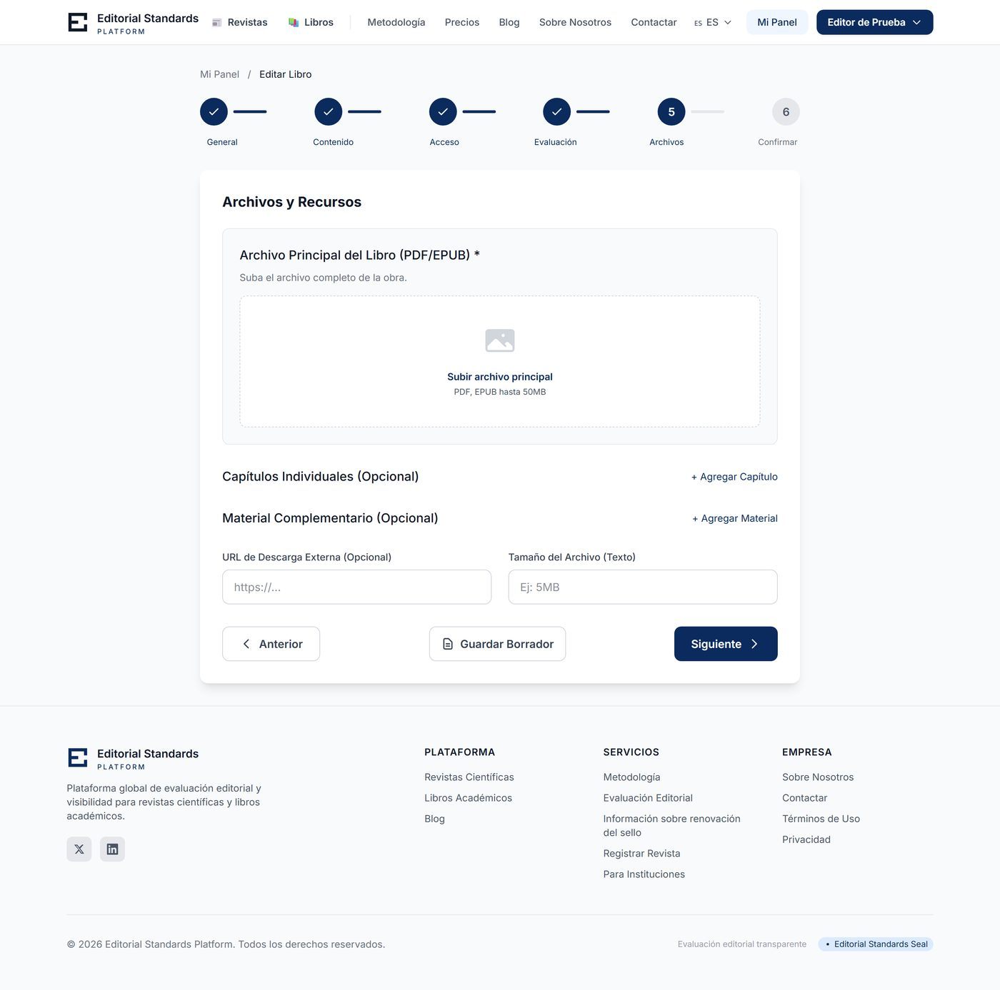 Editorial Standards
PLATFORM
Revistas
Libros
Metodología
Precios
Blog
Sobre Nosotros
Contactar
ES ES
Mi Panel
Editor de Prueba
Mi Panel / Editar Libro
5
6
General
Contenido
Acceso
Evaluación
Archivos
Confirmar
Archivos y Recursos
Archivo Principal del Libro (PDF/EPUB) *
Suba el archivo completo de la obra.
Subir archivo principal
PDF, EPUB hasta 50MB
Capítulos Individuales (Opcional)
+ Agregar Capítulo
Material Complementario (Opcional)
+ Agregar Material
URL de Descarga Externa (Opcional)
Tamaño del Archivo (Texto)
https://...
Ej: 5MB
Anterior
Guardar Borrador
Siguiente
Editorial Standards
PLATFORM
Plataforma global de evaluación editorial y
visibilidad para revistas científicas y libros
académicos.
PLATAFORMA
Revistas Científicas
Libros Académicos
Blog
SERVICIOS
Metodología
Evaluación Editorial
Información sobre renovación
del sello
Registrar Revista
Para Instituciones
EMPRESA
Sobre Nosotros
Contactar
Términos de Uso
Privacidad
© 2026 Editorial Standards Platform. Todos los derechos reservados.
Evaluación editorial transparente
• Editorial Standards Seal